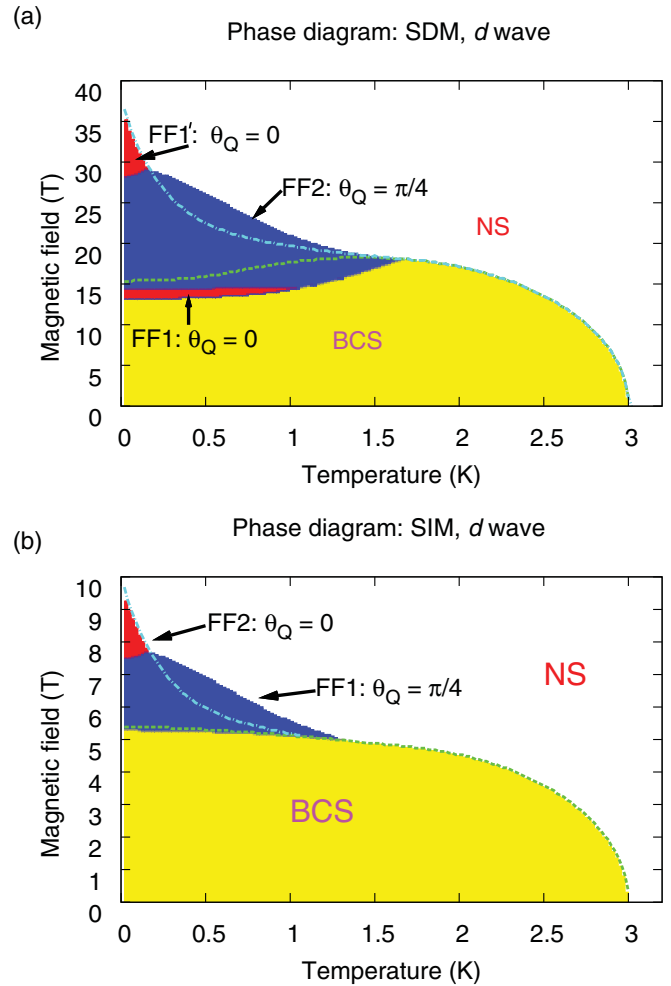 (a)
Phase diagram: SDM, d wave
40
35
30
25
20
15
10
5
0
Magnetic field (T)
FF1′: θQ = 0
FF2: θQ = π/4
NS
FF1: θQ = 0
BCS
0 0.5 1 1.5 2 2.5 3
Temperature (K)
(b)
Phase diagram: SIM, d wave
10
9
8
7
6
5
4
3
2
1
0
Magnetic field (T)
FF2: θQ = 0
FF1: θQ = π/4
NS
BCS
0 0.5 1 1.5 2 2.5 3
Temperature (K)